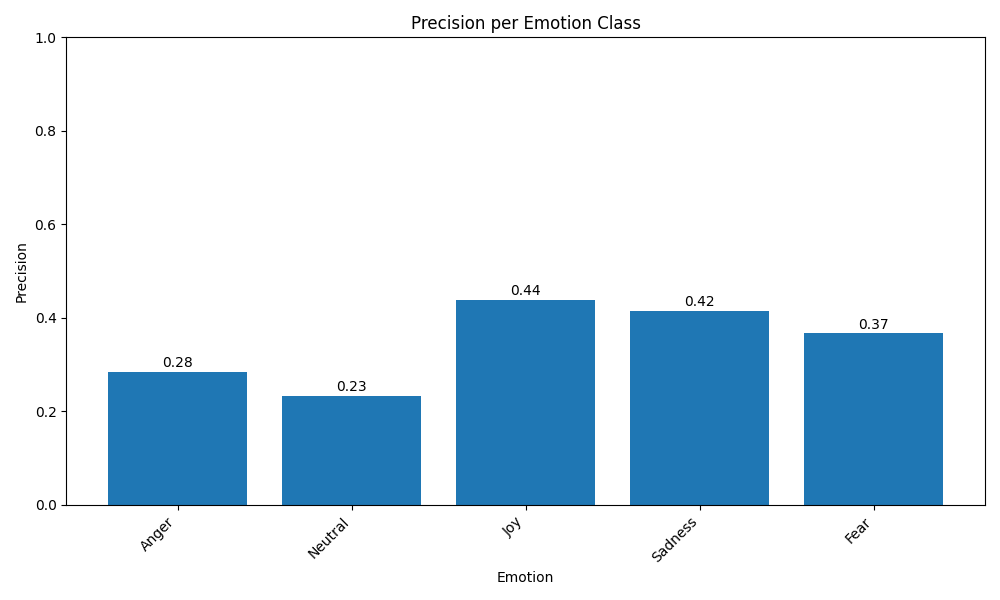 Precision per Emotion Class
1.0
0.8
0.6
0.4
0.2
0.0
Precision
0.28
0.23
0.44
0.42
0.37
Anger
Neutral
Joy
Sadness
Fear
Emotion